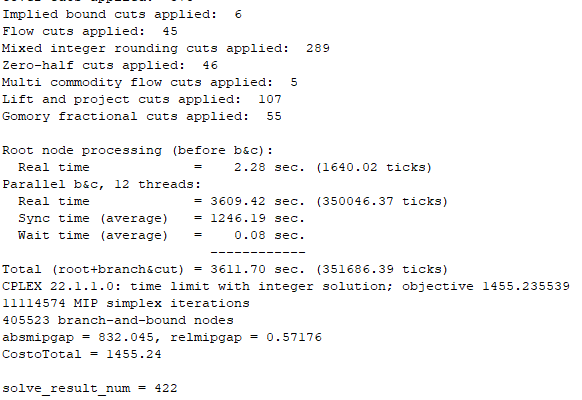 Implied bound cuts applied:  6
Flow cuts applied:  45
Mixed integer rounding cuts applied:  289
Zero-half cuts applied:  46
Multi commodity flow cuts applied:  5
Lift and project cuts applied:  107
Gomory fractional cuts applied:  55

Root node processing (before b&c):
  Real time             =    2.28 sec. (1640.02 ticks)
Parallel b&c, 12 threads:
  Real time             = 3609.42 sec. (350046.37 ticks)
  Sync time (average)   = 1246.19 sec.
  Wait time (average)   =    0.08 sec.
                          ------------
Total (root+branch&cut) = 3611.70 sec. (351686.39 ticks)
CPLEX 22.1.1.0: time limit with integer solution; objective 1455.235539
11114574 MIP simplex iterations
405523 branch-and-bound nodes
absmipgap = 832.045, relmipgap = 0.57176
CostoTotal = 1455.24

solve_result_num = 422